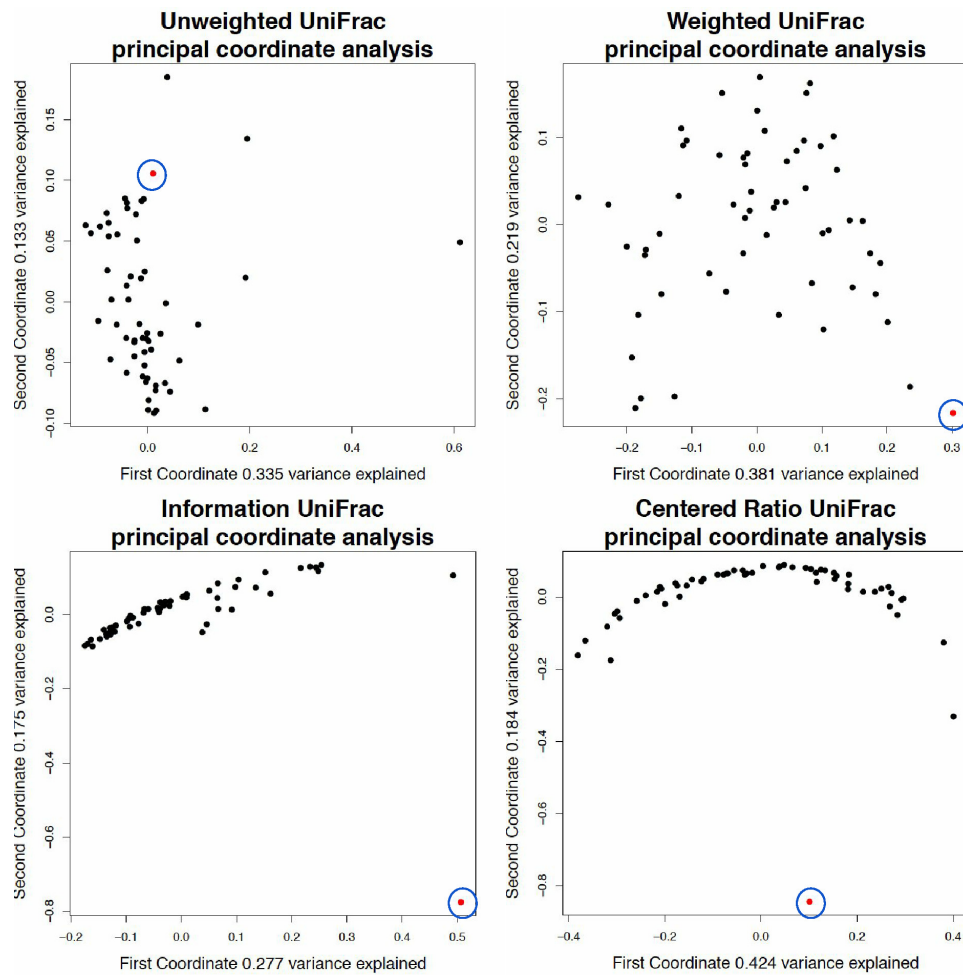 Unweighted UniFrac
principal coordinate analysis
Second Coordinate 0.133 variance explained
0.15
0.10
0.05
0.00
−0.05
−0.10
0.0 0.2 0.4 0.6
First Coordinate 0.335 variance explained
Weighted UniFrac
principal coordinate analysis
Second Coordinate 0.219 variance explained
0.1
0.0
−0.1
−0.2
−0.2 −0.1 0.0 0.1 0.2 0.3
First Coordinate 0.381 variance explained
Information UniFrac
principal coordinate analysis
Second Coordinate 0.175 variance explained
0.0
−0.2
−0.4
−0.6
−0.8
−0.2 −0.1 0.0 0.1 0.2 0.3 0.4 0.5
First Coordinate 0.277 variance explained
Centered Ratio UniFrac
principal coordinate analysis
Second Coordinate 0.184 variance explained
0.0
−0.2
−0.4
−0.6
−0.8
−0.4 −0.2 0.0 0.2 0.4
First Coordinate 0.424 variance explained